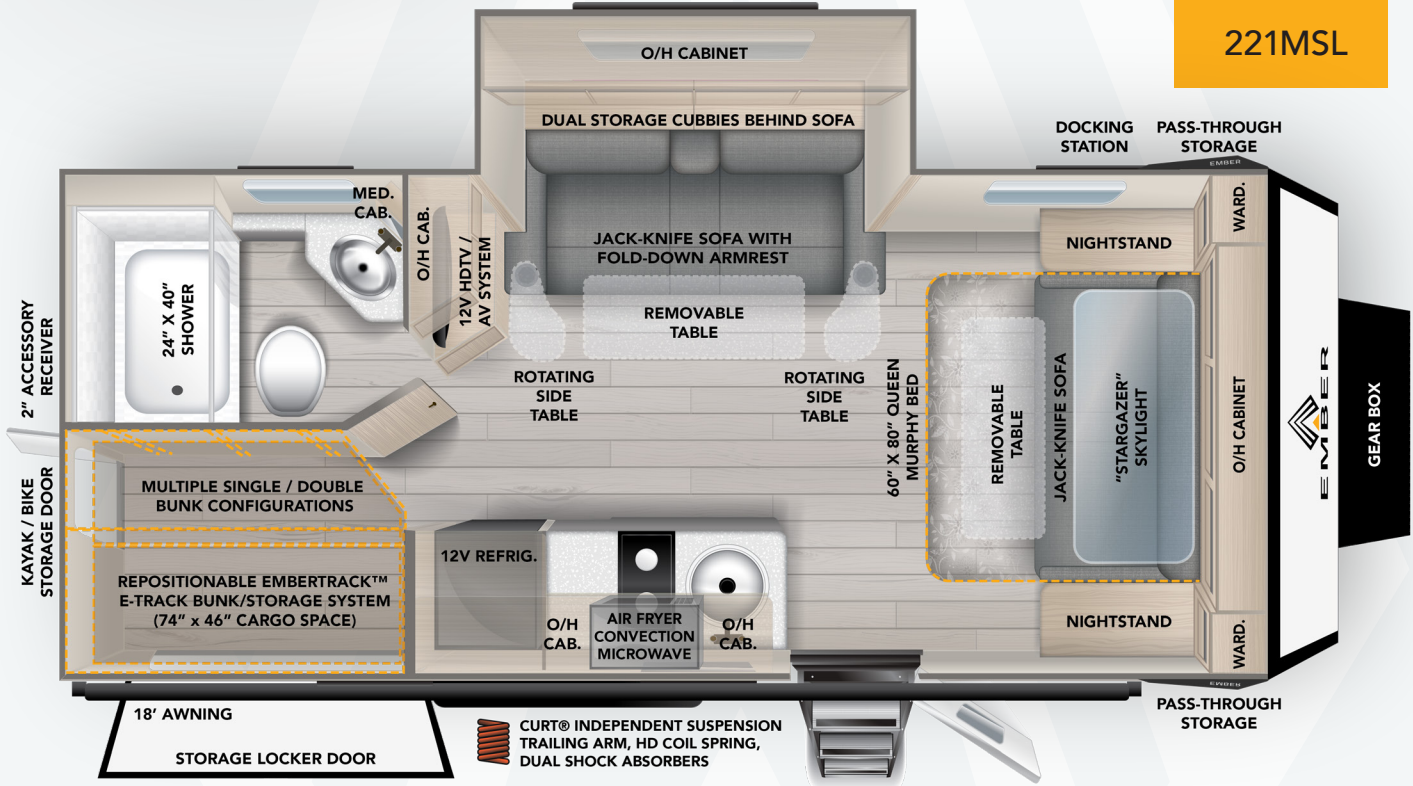 221MSL
O/H CABINET
DUAL STORAGE CUBBIES BEHIND SOFA
DOCKING
STATION
PASS-THROUGH
STORAGE
EMBER
MED.
CAB.
O/H CAB.
12V HDTV /
AV SYSTEM
JACK-KNIFE SOFA WITH
FOLD-DOWN ARMREST
NIGHTSTAND
WARD.
24” X 40”
SHOWER
REMOVABLE
TABLE
2” ACCESSORY
RECEIVER
ROTATING
SIDE
TABLE
ROTATING
SIDE
TABLE
60” X 80” QUEEN
MURPHY BED
REMOVABLE
TABLE
JACK-KNIFE SOFA
”STARGAZER”
SKYLIGHT
O/H CABINET
EMBER
GEAR BOX
KAYAK / BIKE
STORAGE DOOR
MULTIPLE SINGLE / DOUBLE
BUNK CONFIGURATIONS
REPOSITIONABLE EMBERTRACK™
E-TRACK BUNK/STORAGE SYSTEM
(74” x 46” CARGO SPACE)
12V REFRIG.
O/H
CAB.
AIR FRYER
CONVECTION
MICROWAVE
O/H
CAB.
NIGHTSTAND
WARD.
EMBER
PASS-THROUGH
STORAGE
18’ AWNING
STORAGE LOCKER DOOR
CURT® INDEPENDENT SUSPENSION
TRAILING ARM, HD COIL SPRING,
DUAL SHOCK ABSORBERS